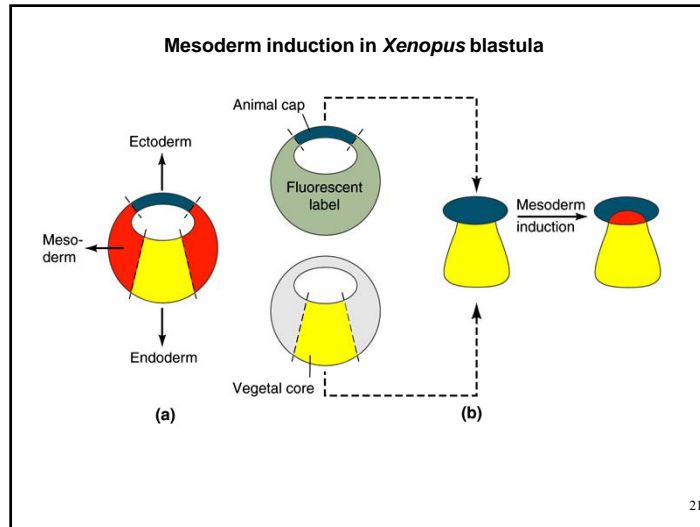 Mesoderm induction in Xenopus blastula
Animal cap
Ectoderm
Fluorescent
label
Meso-
derm
Mesoderm
induction
Endoderm
Vegetal core
(a)
(b)
21